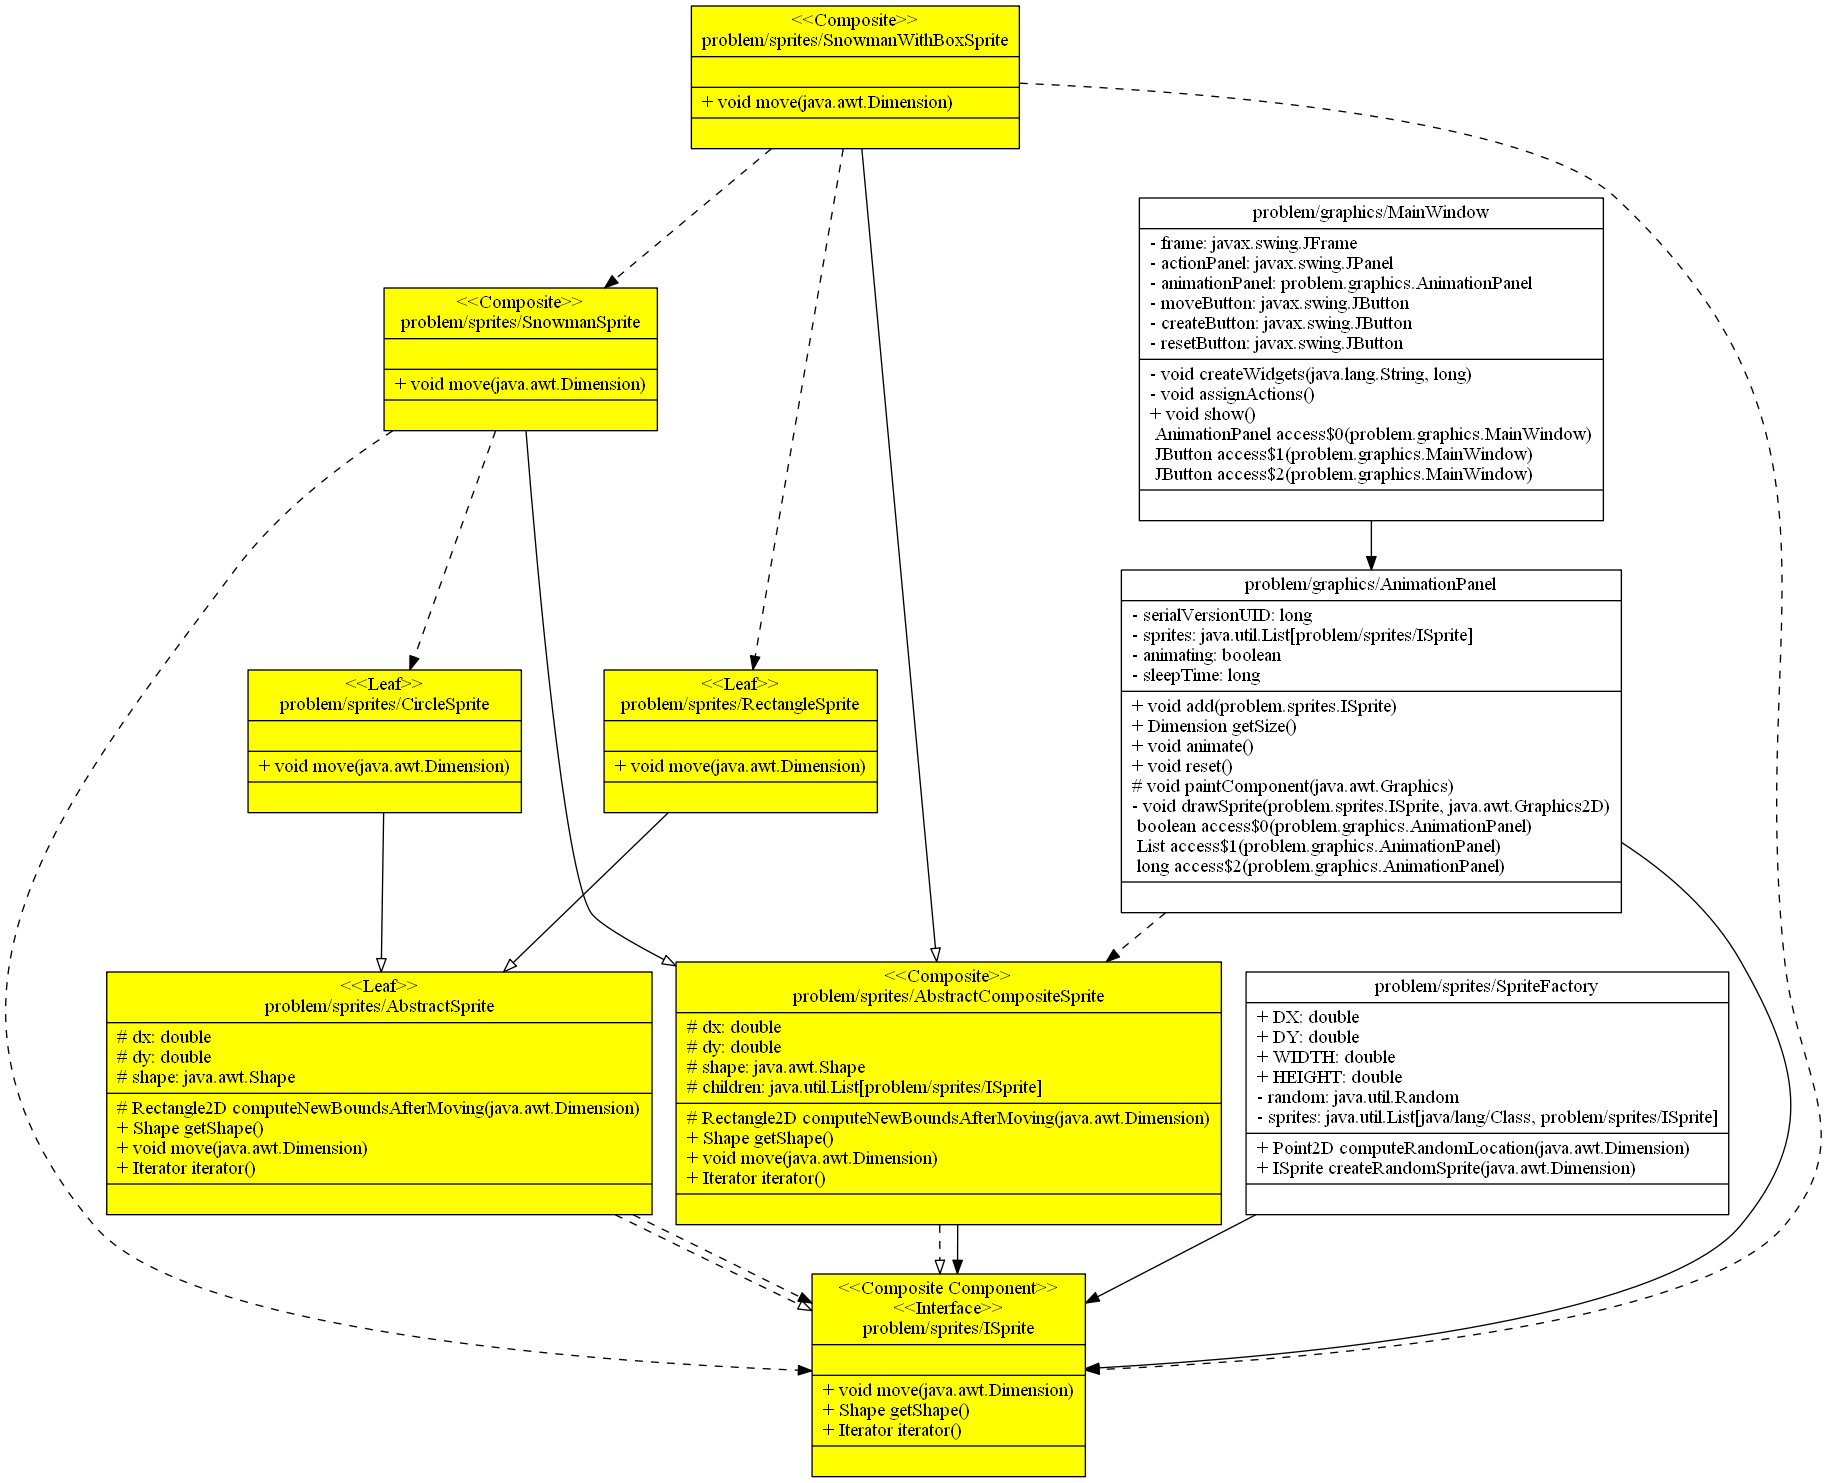 <<Composite>>
problem/sprites/SnowmanWithBoxSprite
+ void move(java.awt.Dimension)
problem/graphics/MainWindow
- frame: javax.swing.JFrame
- actionPanel: javax.swing.JPanel
- animationPanel: problem.graphics.AnimationPanel
- moveButton: javax.swing.JButton
- createButton: javax.swing.JButton
- resetButton: javax.swing.JButton
- void createWidgets(java.lang.String, long)
- void assignActions()
+ void show()
AnimationPanel access$0(problem.graphics.MainWindow)
JButton access$1(problem.graphics.MainWindow)
JButton access$2(problem.graphics.MainWindow)
<<Composite>>
problem/sprites/SnowmanSprite
+ void move(java.awt.Dimension)
problem/graphics/AnimationPanel
- serialVersionUID: long
- sprites: java.util.List[problem/sprites/ISprite]
- animating: boolean
- sleepTime: long
+ void add(problem.sprites.ISprite)
+ Dimension getSize()
+ void animate()
+ void reset()
# void paintComponent(java.awt.Graphics)
- void drawSprite(problem.sprites.ISprite, java.awt.Graphics2D)
boolean access$0(problem.graphics.AnimationPanel)
List access$1(problem.graphics.AnimationPanel)
long access$2(problem.graphics.AnimationPanel)
<<Leaf>>
problem/sprites/CircleSprite
+ void move(java.awt.Dimension)
<<Leaf>>
problem/sprites/RectangleSprite
+ void move(java.awt.Dimension)
<<Leaf>>
problem/sprites/AbstractSprite
# dx: double
# dy: double
# shape: java.awt.Shape
# Rectangle2D computeNewBoundsAfterMoving(java.awt.Dimension)
+ Shape getShape()
+ void move(java.awt.Dimension)
+ Iterator iterator()
<<Composite>>
problem/sprites/AbstractCompositeSprite
# dx: double
# dy: double
# shape: java.awt.Shape
# children: java.util.List[problem/sprites/ISprite]
# Rectangle2D computeNewBoundsAfterMoving(java.awt.Dimension)
+ Shape getShape()
+ void move(java.awt.Dimension)
+ Iterator iterator()
problem/sprites/SpriteFactory
+ DX: double
+ DY: double
+ WIDTH: double
+ HEIGHT: double
- random: java.util.Random
- sprites: java.util.List[java/lang/Class, problem/sprites/ISprite]
+ Point2D computeRandomLocation(java.awt.Dimension)
+ ISprite createRandomSprite(java.awt.Dimension)
<<Composite Component>>
<<Interface>>
problem/sprites/ISprite
+ void move(java.awt.Dimension)
+ Shape getShape()
+ Iterator iterator()